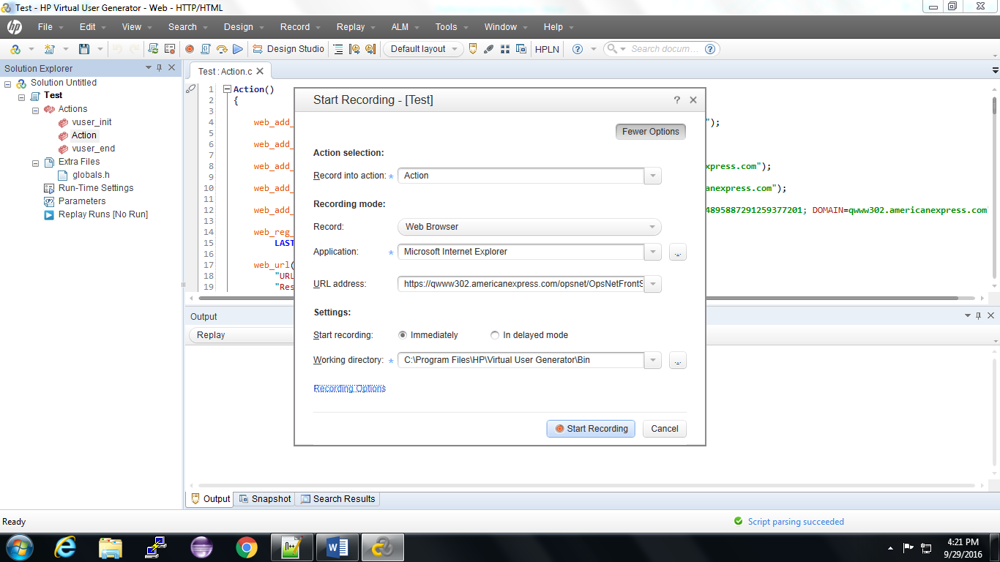 Test - HP Virtual User Generator - Web - HTTP/HTML
hp File Edit View Search Design Record Replay ALM Tools Window Help
Design Studio Default layout HPLN ? Search docum... ?
Solution Explorer
Solution Untitled
Test
Actions
vuser_init
Action
vuser_end
Extra Files
globals.h
Run-Time Settings
Parameters
Replay Runs [No Run]
Test : Action.c
1 Action()
2 {
3
4 web_add_ ");
5
6 web_add_
7
8 web_add_ xpress.com");
9
10 web_add_ anexpress.com");
11
12 web_add_ 4895887291259377201; DOMAIN=qwww302.americanexpress.com"
13
14 web_reg_
15 LAST
16
17 web_url(
18 "URL
19 "Res
Start Recording - [Test] ?
Fewer Options
Action selection:
Record into action: * Action
Recording mode:
Record: Web Browser
Application: * Microsoft Internet Explorer ...
URL address: https://qwww302.americanexpress.com/opsnet/OpsNetFrontS
Settings:
Start recording: Immediately In delayed mode
Working directory: * C:\Program Files\HP\Virtual User Generator\Bin ...
Recording Options
Start Recording Cancel
Output
Replay
Output Snapshot Search Results
Ready Script parsing succeeded
4:21 PM
9/29/2016